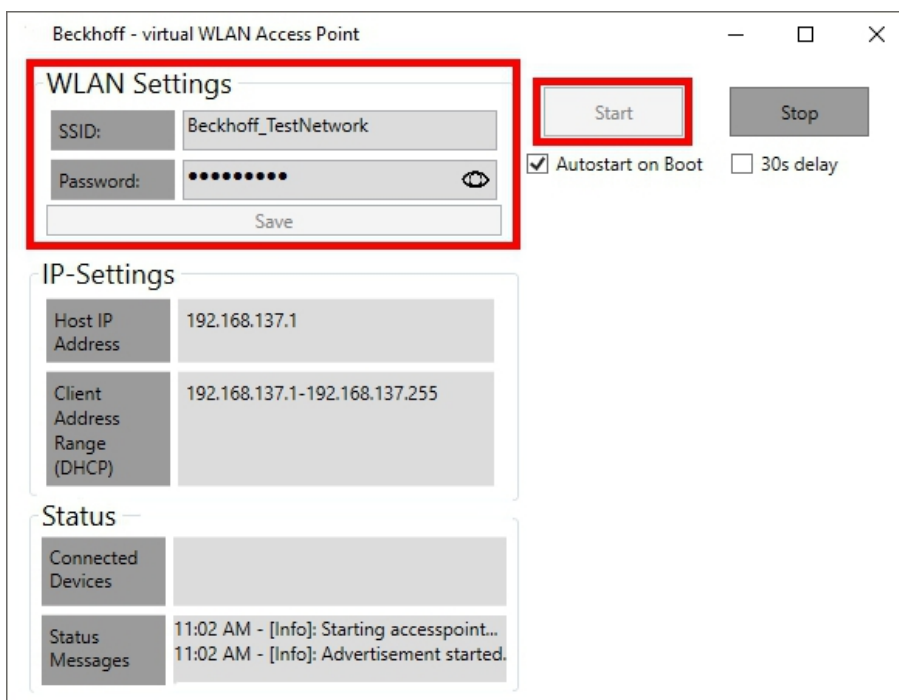 Beckhoff - virtual WLAN Access Point
WLAN Settings
SSID:
Beckhoff_TestNetwork
Password:
•••••••••
Save
Start
Stop
Autostart on Boot
30s delay
IP-Settings
Host IP
Address
192.168.137.1
Client
Address
Range
(DHCP)
192.168.137.1-192.168.137.255
Status
Connected
Devices
Status
Messages
11:02 AM - [Info]: Starting accesspoint...
11:02 AM - [Info]: Advertisement started.